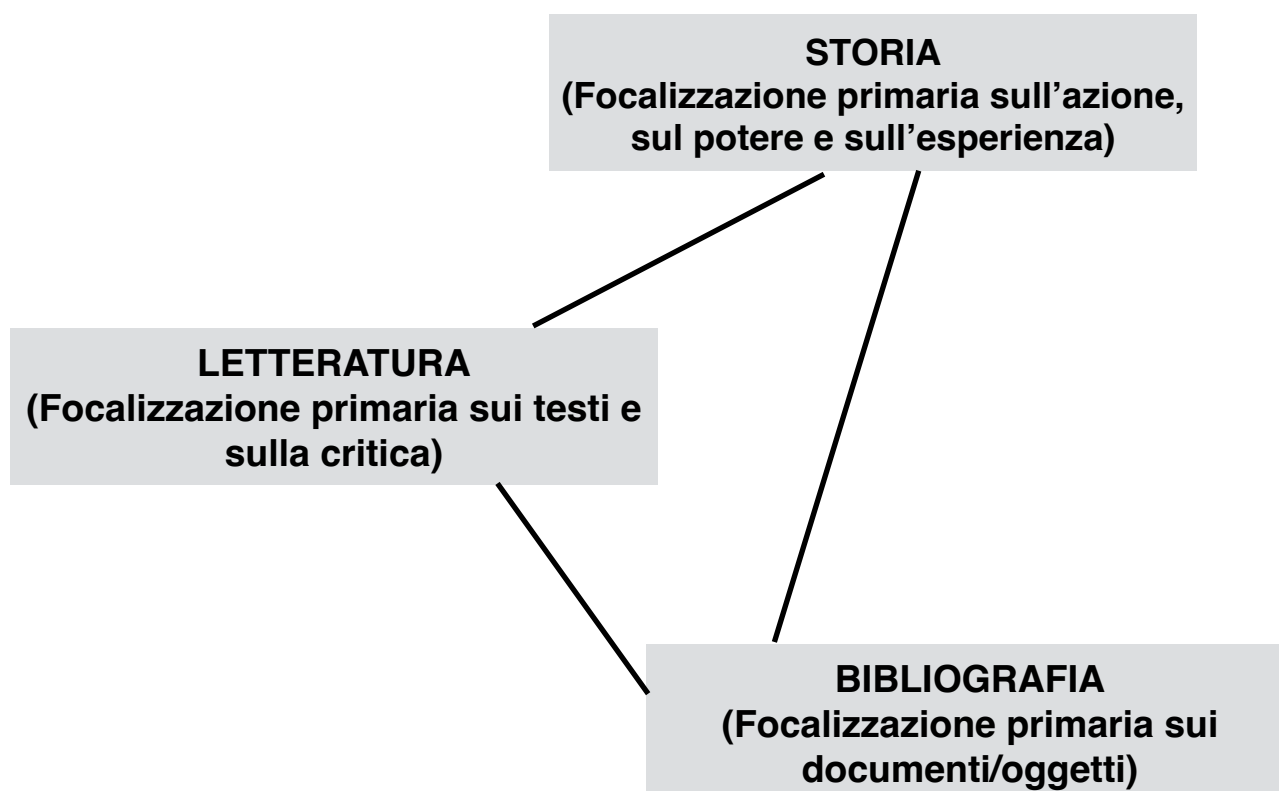 STORIA
(Focalizzazione primaria sull’azione,
sul potere e sull’esperienza)
LETTERATURA
(Focalizzazione primaria sui testi e
sulla critica)
BIBLIOGRAFIA
(Focalizzazione primaria sui
documenti/oggetti)